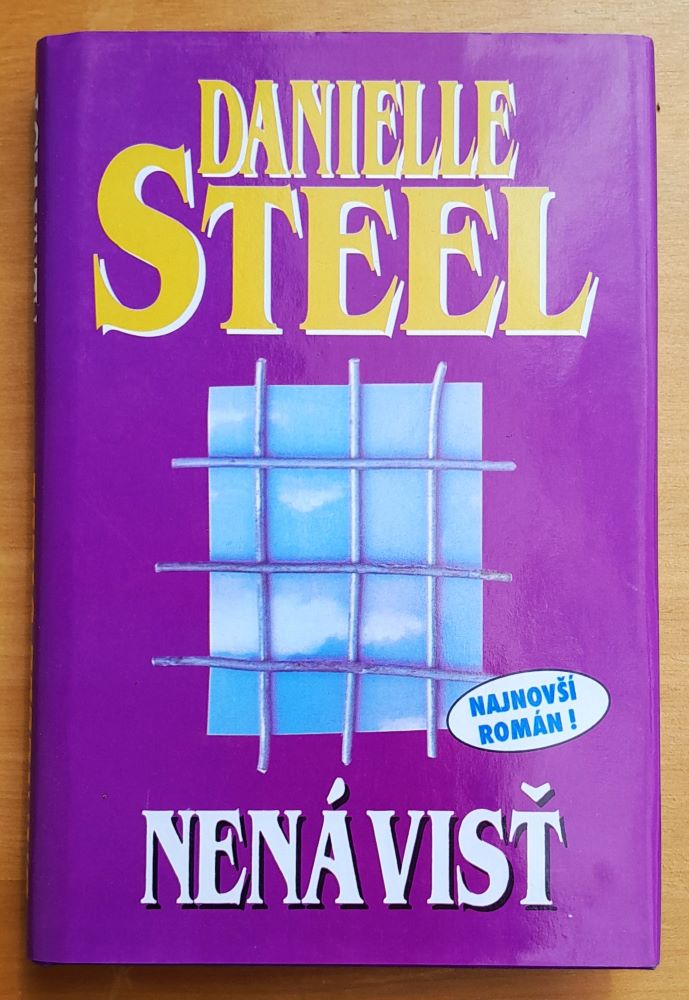 DANIELLE
STEEL
NAJNOVŠÍ
ROMÁN!
NENÁVISŤ